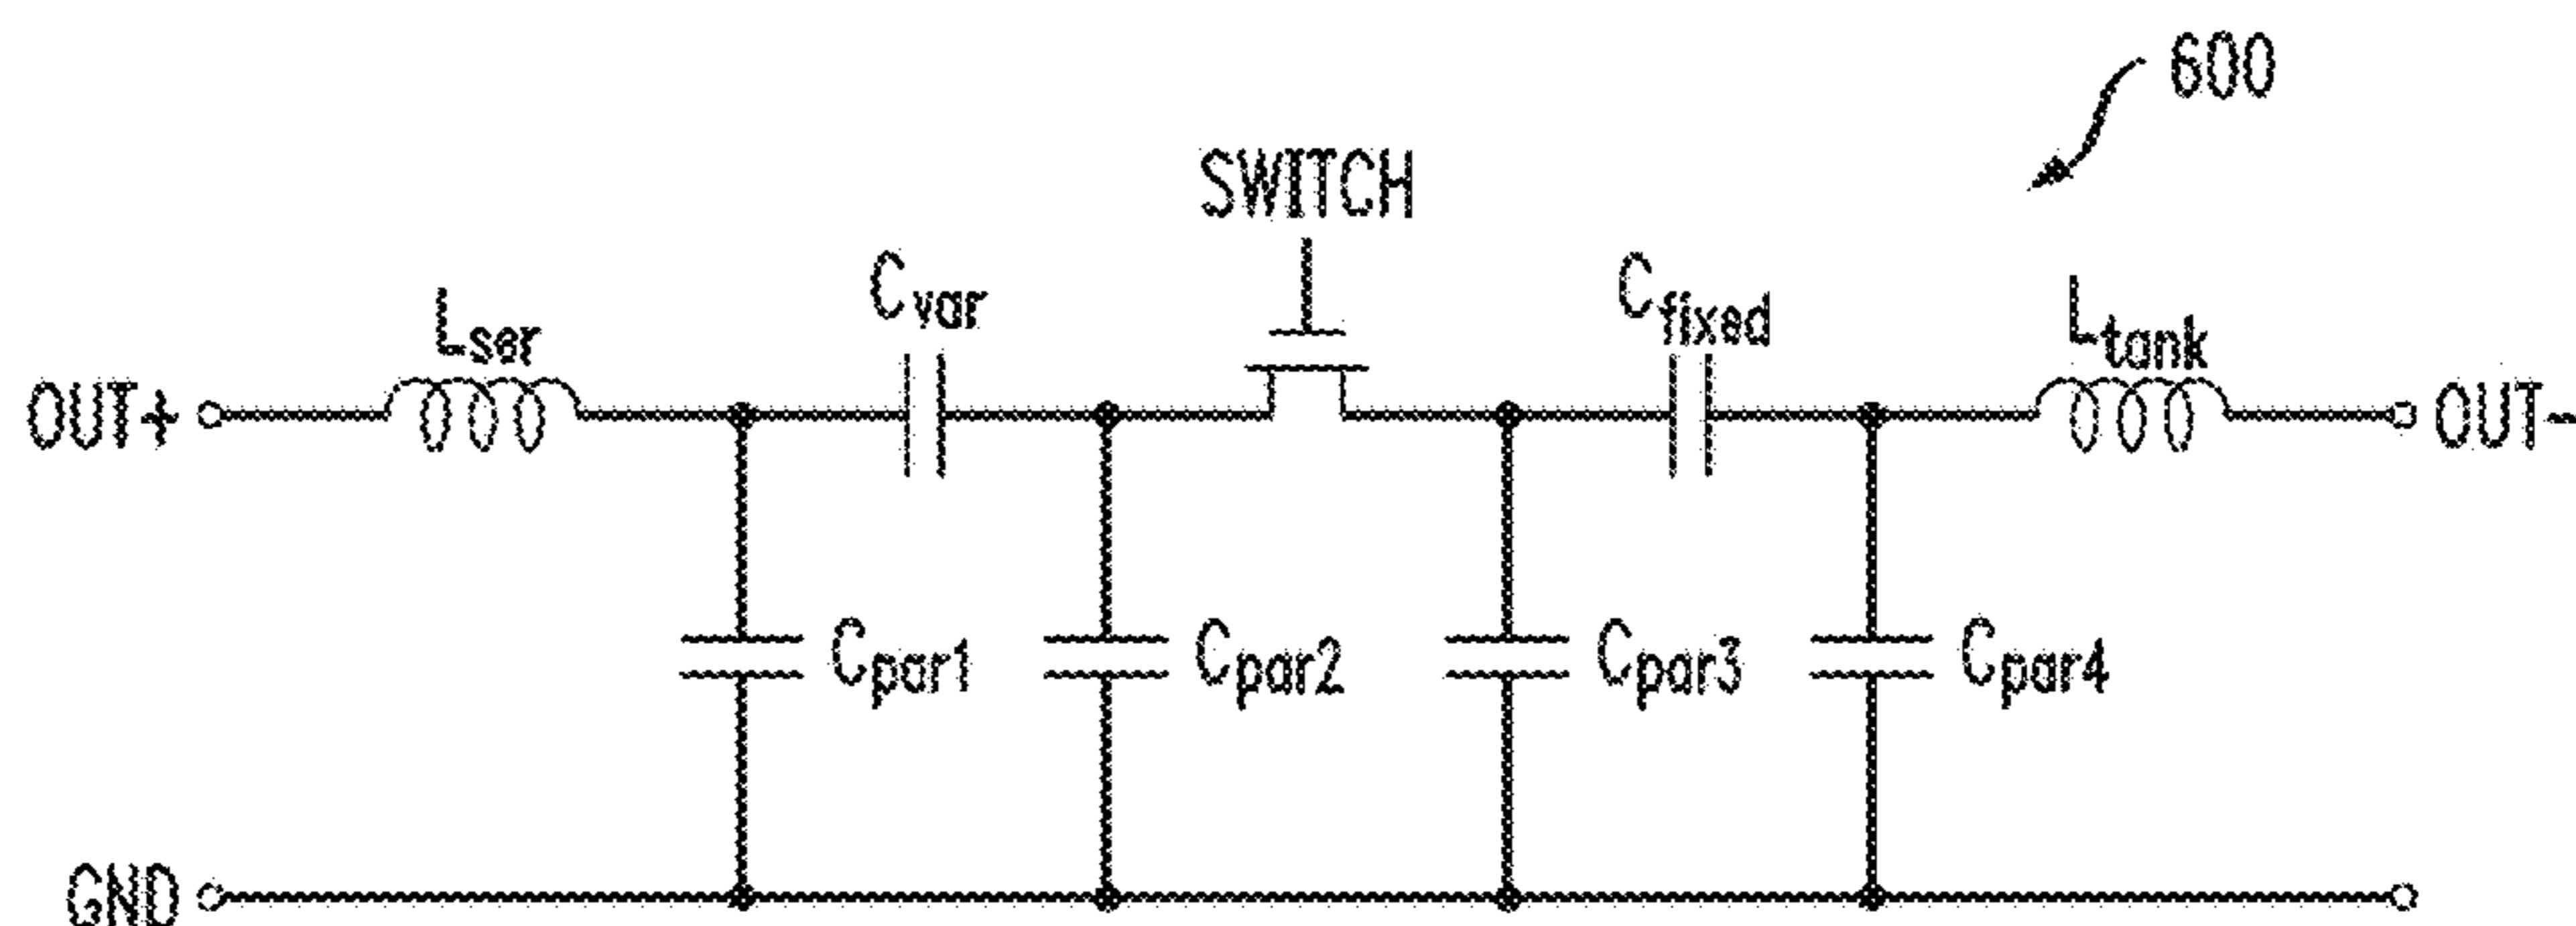 600
SWITCH
Cvar
Cfixed
Lser
Ltank
OUT+
OUT-
Cpar1
Cpar2
Cpar3
Cpar4
GND